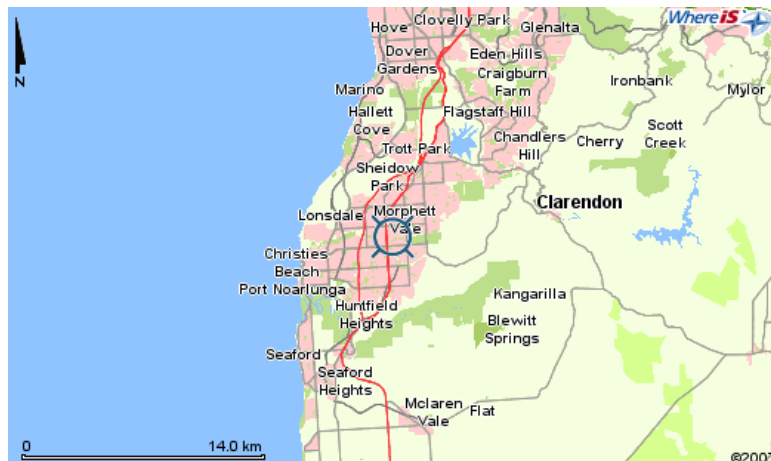 Clovelly Park
Hove
Glenalta
WhereiS
Dover
Gardens
Eden Hills
Craigburn
Farm
Ironbank
Mylor
Marino
N
Hallett
Cove
Flagstaff Hill
Scott
Creek
Chandlers
Hill
Cherry
Trott Park
Sheidow
Park
Clarendon
Lonsdale
Morphett
Vale
Christies
Beach
Port Noarlunga
Kangarilla
Huntfield
Heights
Blewitt
Springs
Seaford
Seaford
Heights
Mclaren
Vale
Flat
0
14.0 km